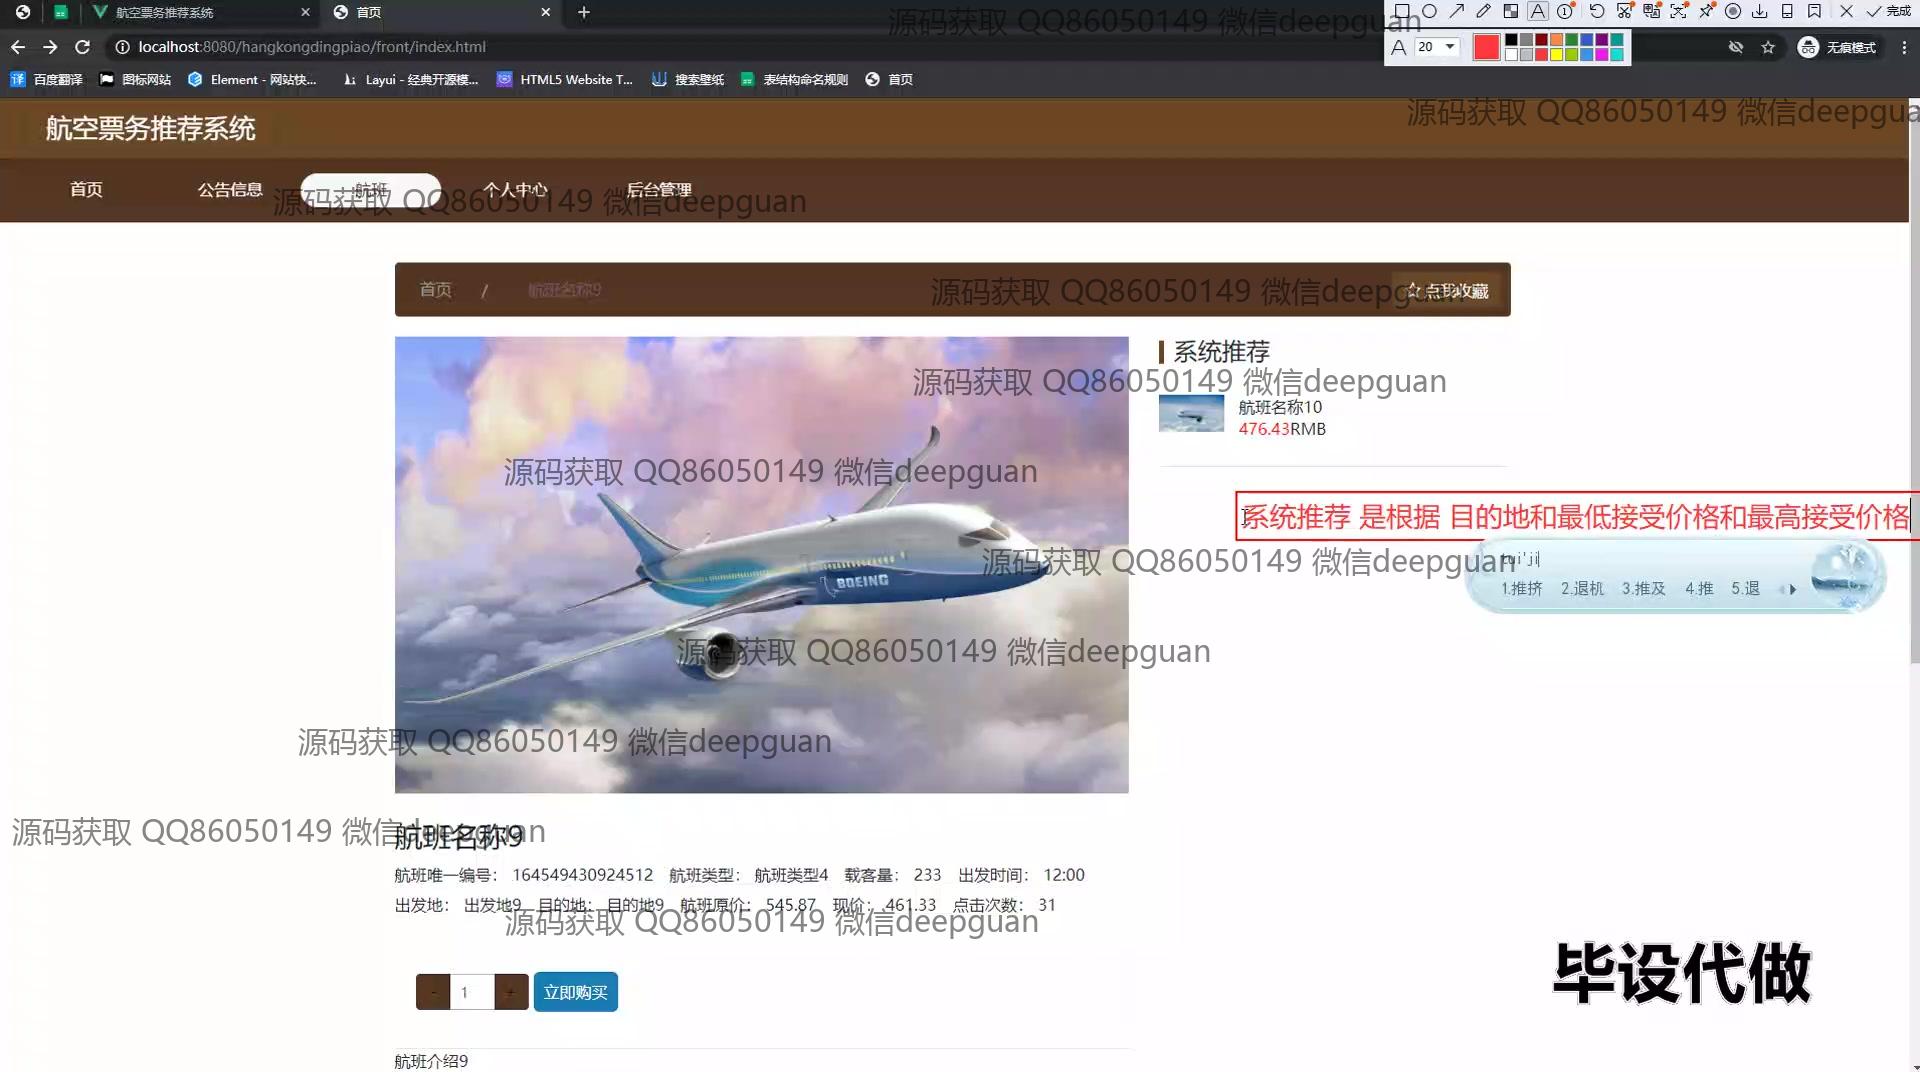 航空票务推荐系统
首页
完成
localhost:8080/hangkongdingpiao/front/index.html
A 20
无痕模式
百度翻译 图标网站 Element - 网站快... Layui - 经典开源模... HTML5 Website T... 搜索壁纸 表结构命名规则 首页
源码获取 QQ86050149 微信deepguan
航空票务推荐系统
源码获取 QQ86050149 微信deepgua
首页 公告信息 航班 个人中心 后台管理
源码获取 QQ86050149 微信deepguan
首页 / 航班名称9 点我收藏
源码获取 QQ86050149 微信deepguan
系统推荐
源码获取 QQ86050149 微信deepguan
航班名称10
476.43RMB
源码获取 QQ86050149 微信deepguan
系统推荐 是根据 目的地和最低接受价格和最高接受价格
源码获取 QQ86050149 微信deepguan
tui'ji
1.推挤 2.退机 3.推及 4.推 5.退
BOEING
源码获取 QQ86050149 微信deepguan
源码获取 QQ86050149 微信deepguan
源码获取 QQ86050149 微信deepguan
航班名称9
航班唯一编号： 164549430924512 航班类型： 航班类型4 载客量： 233 出发时间： 12:00
出发地： 出发地9 目的地： 目的地9 航班原价： 545.87 现价： 461.33 点击次数： 31
源码获取 QQ86050149 微信deepguan
毕设代做
- 1 + 立即购买
航班介绍9